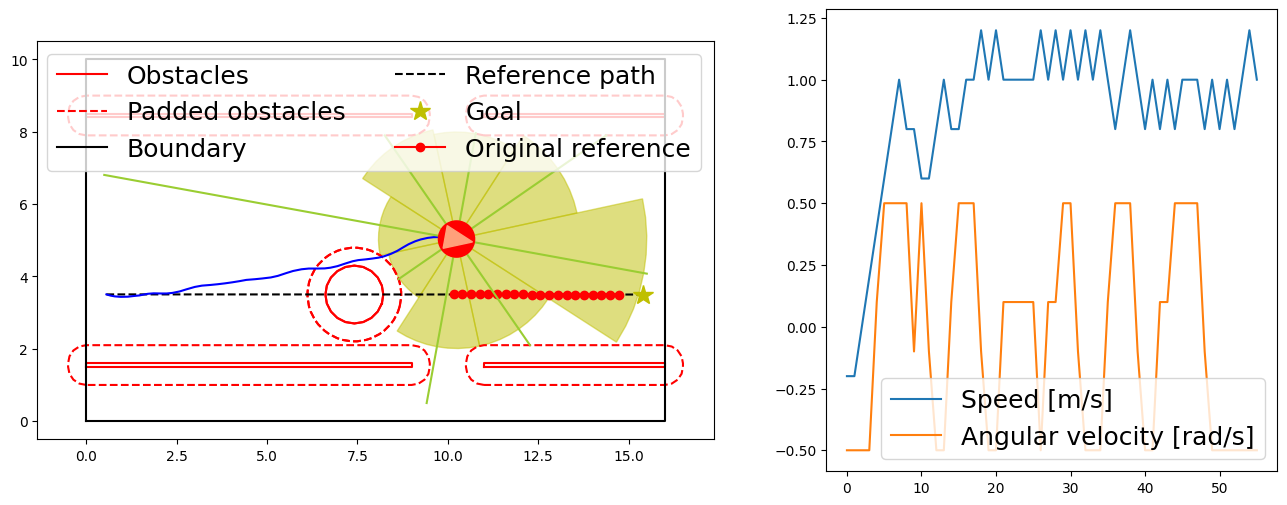 Obstacles
Padded obstacles
Boundary
Reference path
Goal
Original reference
10
8
6
4
2
0
0.0 2.5 5.0 7.5 10.0 12.5 15.0
1.25
1.00
0.75
0.50
0.25
0.00
−0.25
−0.50
Speed [m/s]
Angular velocity [rad/s]
0 10 20 30 40 50